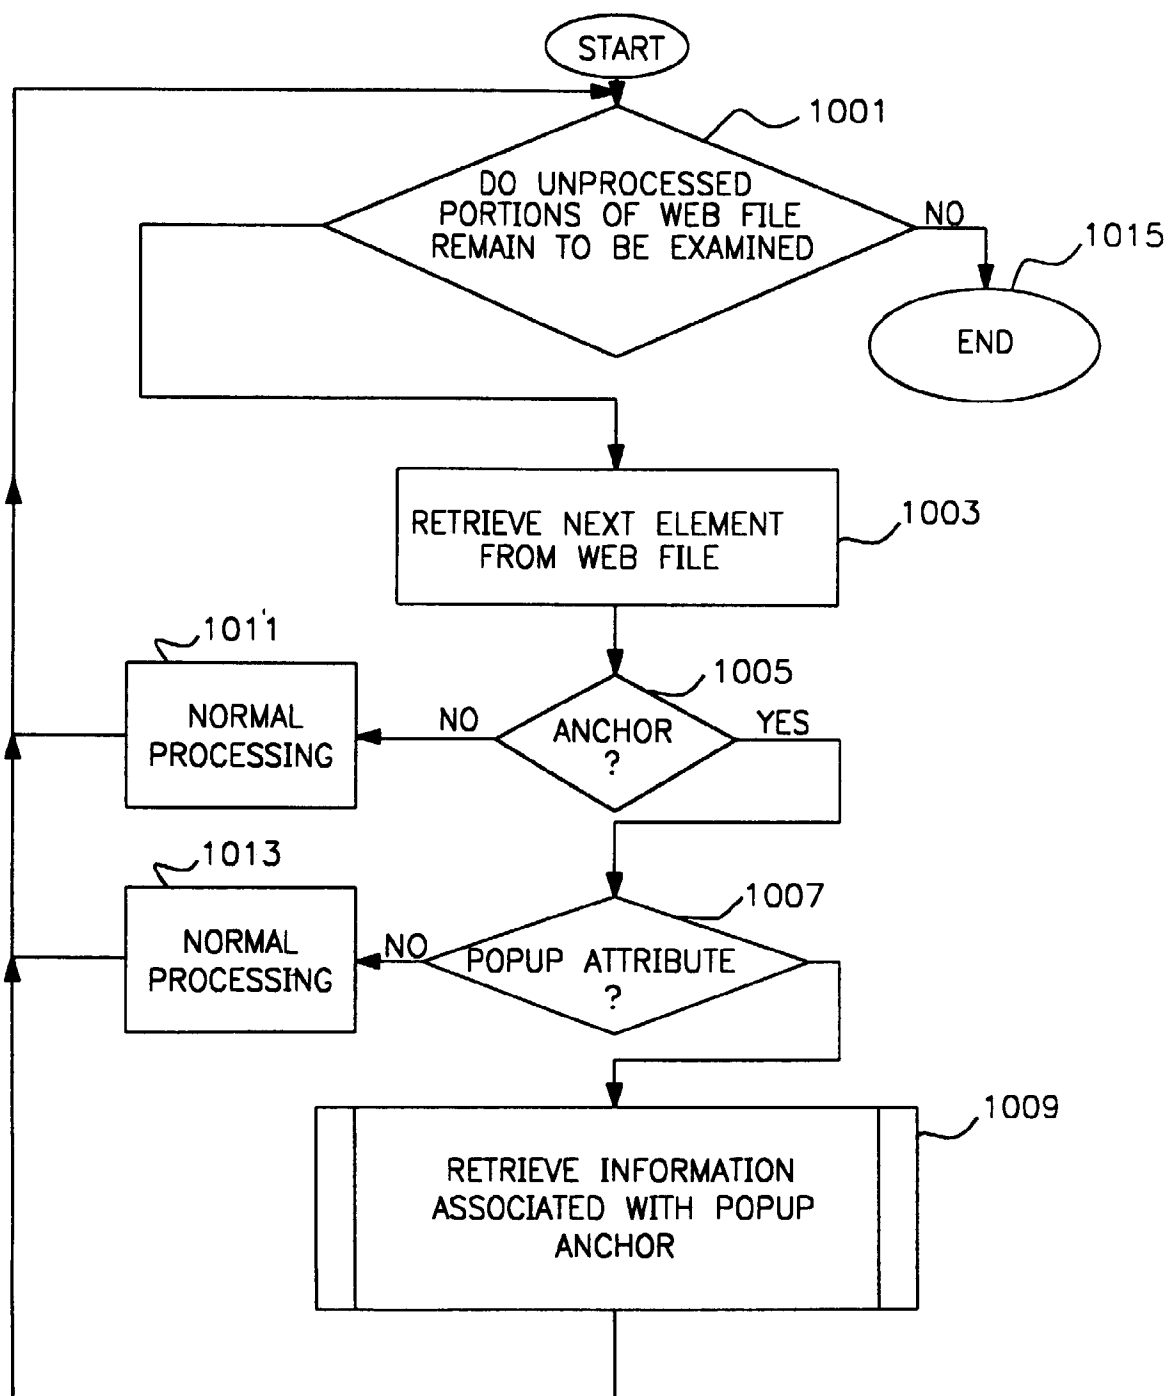 START
1001
DO UNPROCESSED
PORTIONS OF WEB FILE
REMAIN TO BE EXAMINED
NO
1015
END
RETRIEVE NEXT ELEMENT
FROM WEB FILE
1003
1011
NORMAL
PROCESSING
NO
ANCHOR
?
1005
YES
1013
NORMAL
PROCESSING
NO
POPUP ATTRIBUTE
?
1007
RETRIEVE INFORMATION
ASSOCIATED WITH POPUP
ANCHOR
1009